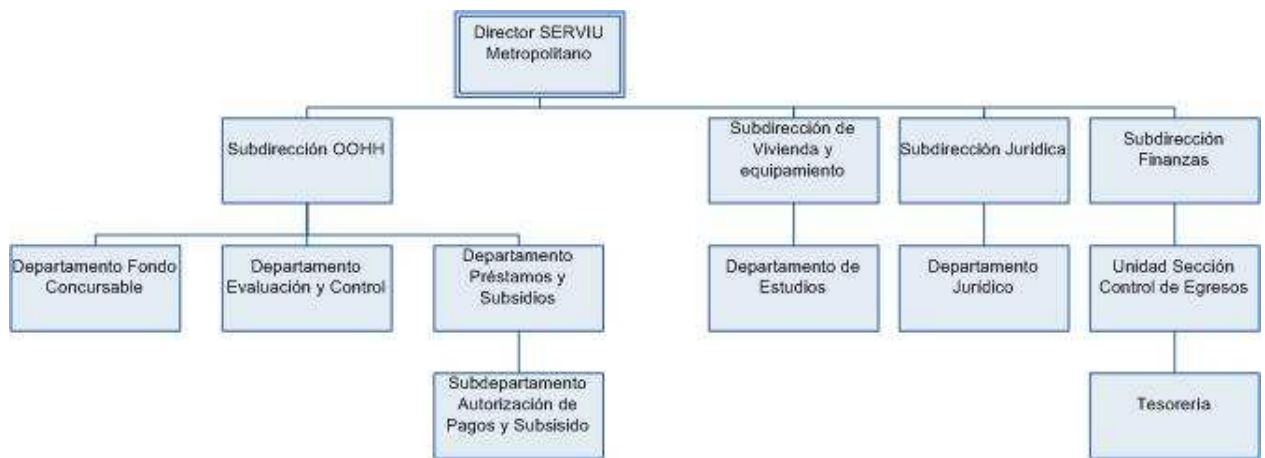 Director SERVIU
Metropolitano
Subdirección OOHH
Subdirección de
Vivienda y
equipamiento
Subdirección Jurídica
Subdirección
Finanzas
Departamento Fondo
Concursable
Departamento
Evaluación y Control
Departamento
Préstamos y
Subsidios
Departamento de
Estudios
Departamento
Jurídico
Unidad Sección
Control de Egresos
Subdepartamento
Autorización de
Pagos y Subsísido
Tesorería